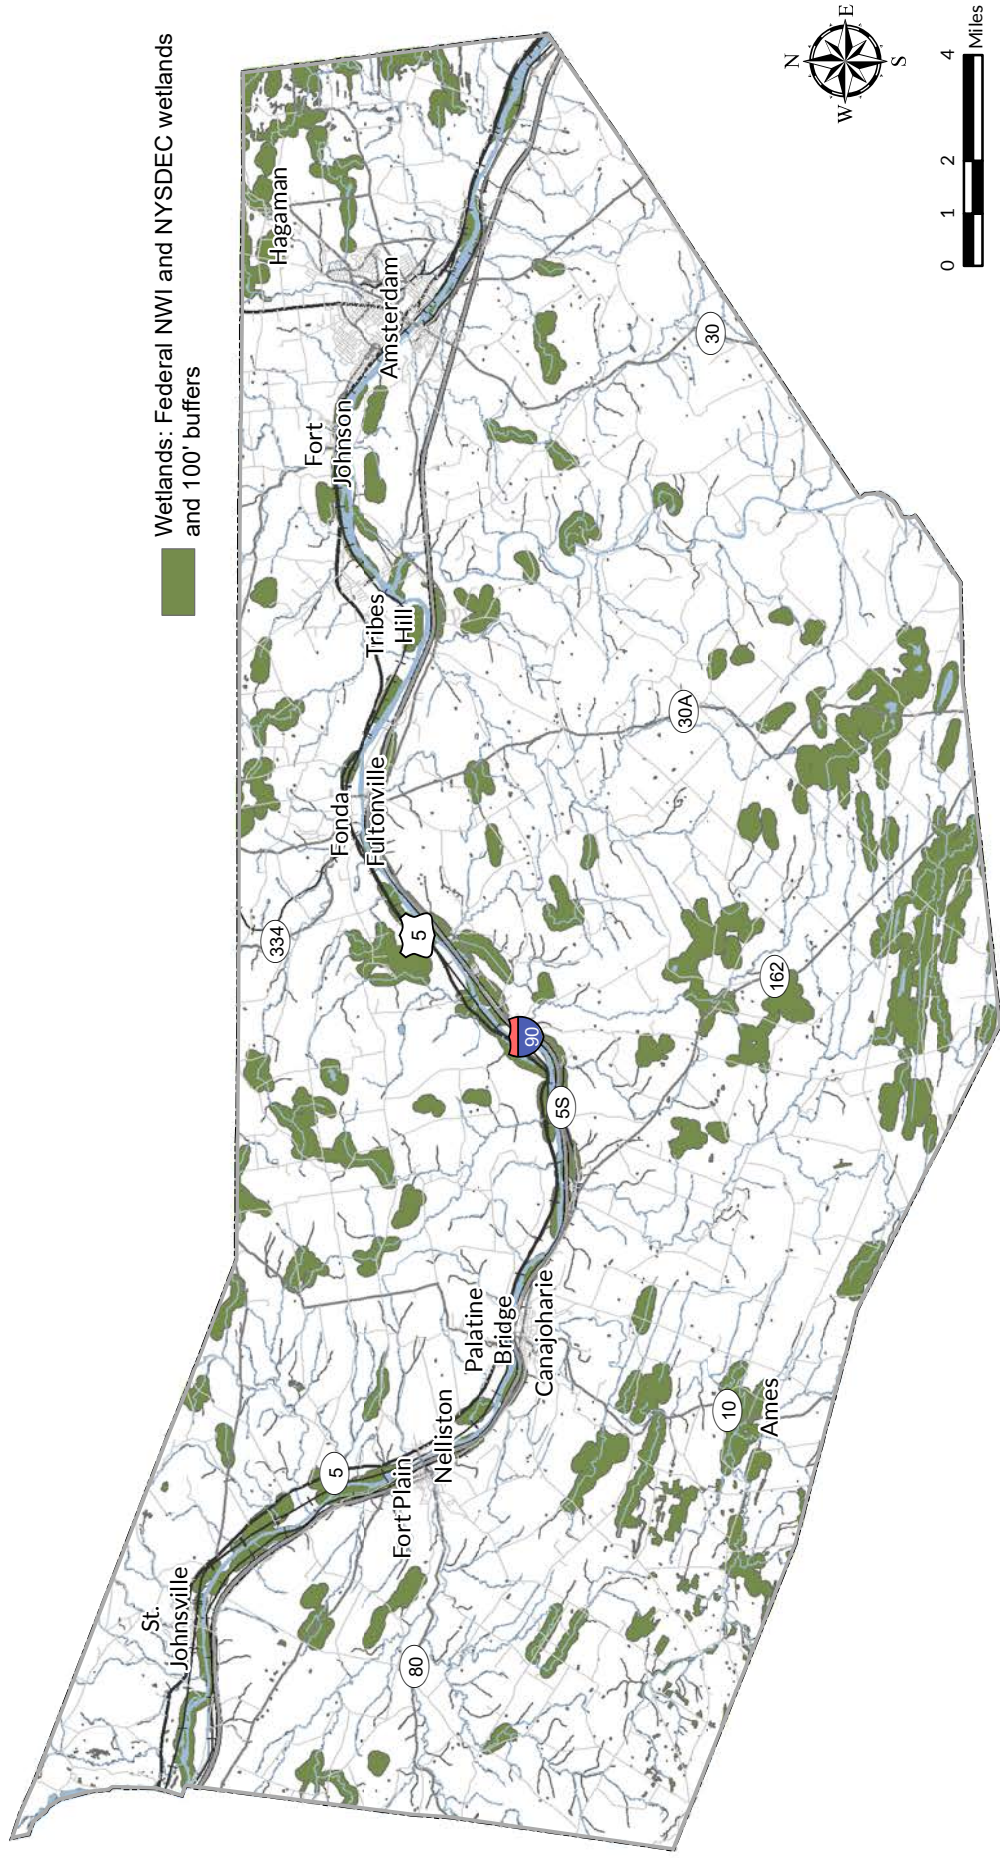 Wetlands: Federal NWI and NYSDEC wetlands
and 100' buffers
N
E
W
S
0 1 2 4
Miles
St.
Johnsville
5
Fort Plain
Nelliston
80
Palatine
Bridge
Canajoharie
10
Ames
334
5
90
5S
162
Fonda
Fultonville
30A
Tribes
Hill
Fort
Johnson
Amsterdam
Hagaman
30